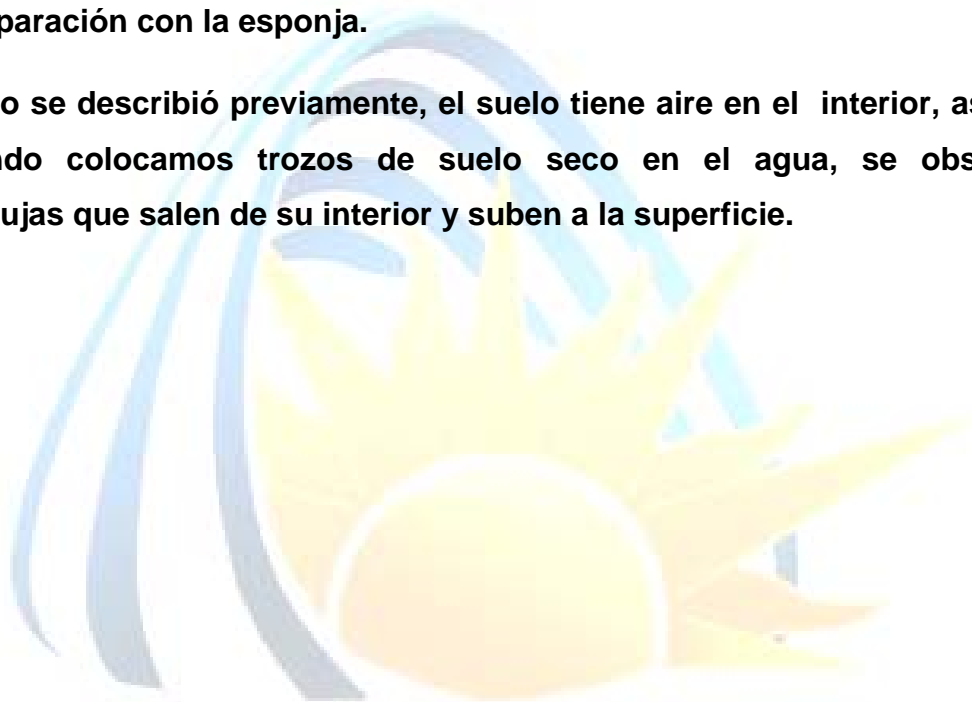 paración con la esponja.
o se describió previamente, el suelo tiene aire en el interior, as
ndo colocamos trozos de suelo seco en el agua, se obs
ujas que salen de su interior y suben a la superficie.